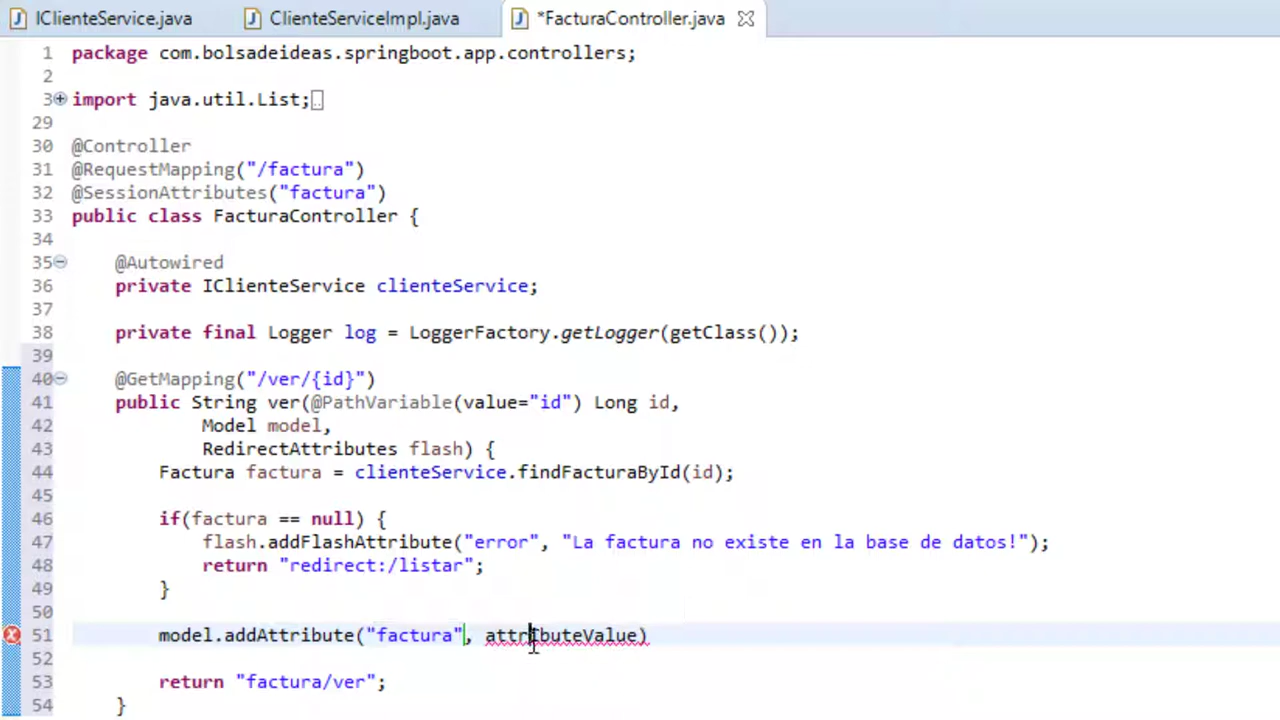 IClienteService.java ClienteServiceImpl.java *FacturaController.java
1 package com.bolsadeideas.springboot.app.controllers;
2
3 import java.util.List;
29
30 @Controller
31 @RequestMapping("/factura")
32 @SessionAttributes("factura")
33 public class FacturaController {
34
35 @Autowired
36 private IClienteService clienteService;
37
38 private final Logger log = LoggerFactory.getLogger(getClass());
39
40 @GetMapping("/ver/{id}")
41 public String ver(@PathVariable(value="id") Long id,
42 Model model,
43 RedirectAttributes flash) {
44 Factura factura = clienteService.findFacturaById(id);
45
46 if(factura == null) {
47 flash.addFlashAttribute("error", "La factura no existe en la base de datos!");
48 return "redirect:/listar";
49 }
50
51 model.addAttribute("factura", attributeValue)
52
53 return "factura/ver";
54 }